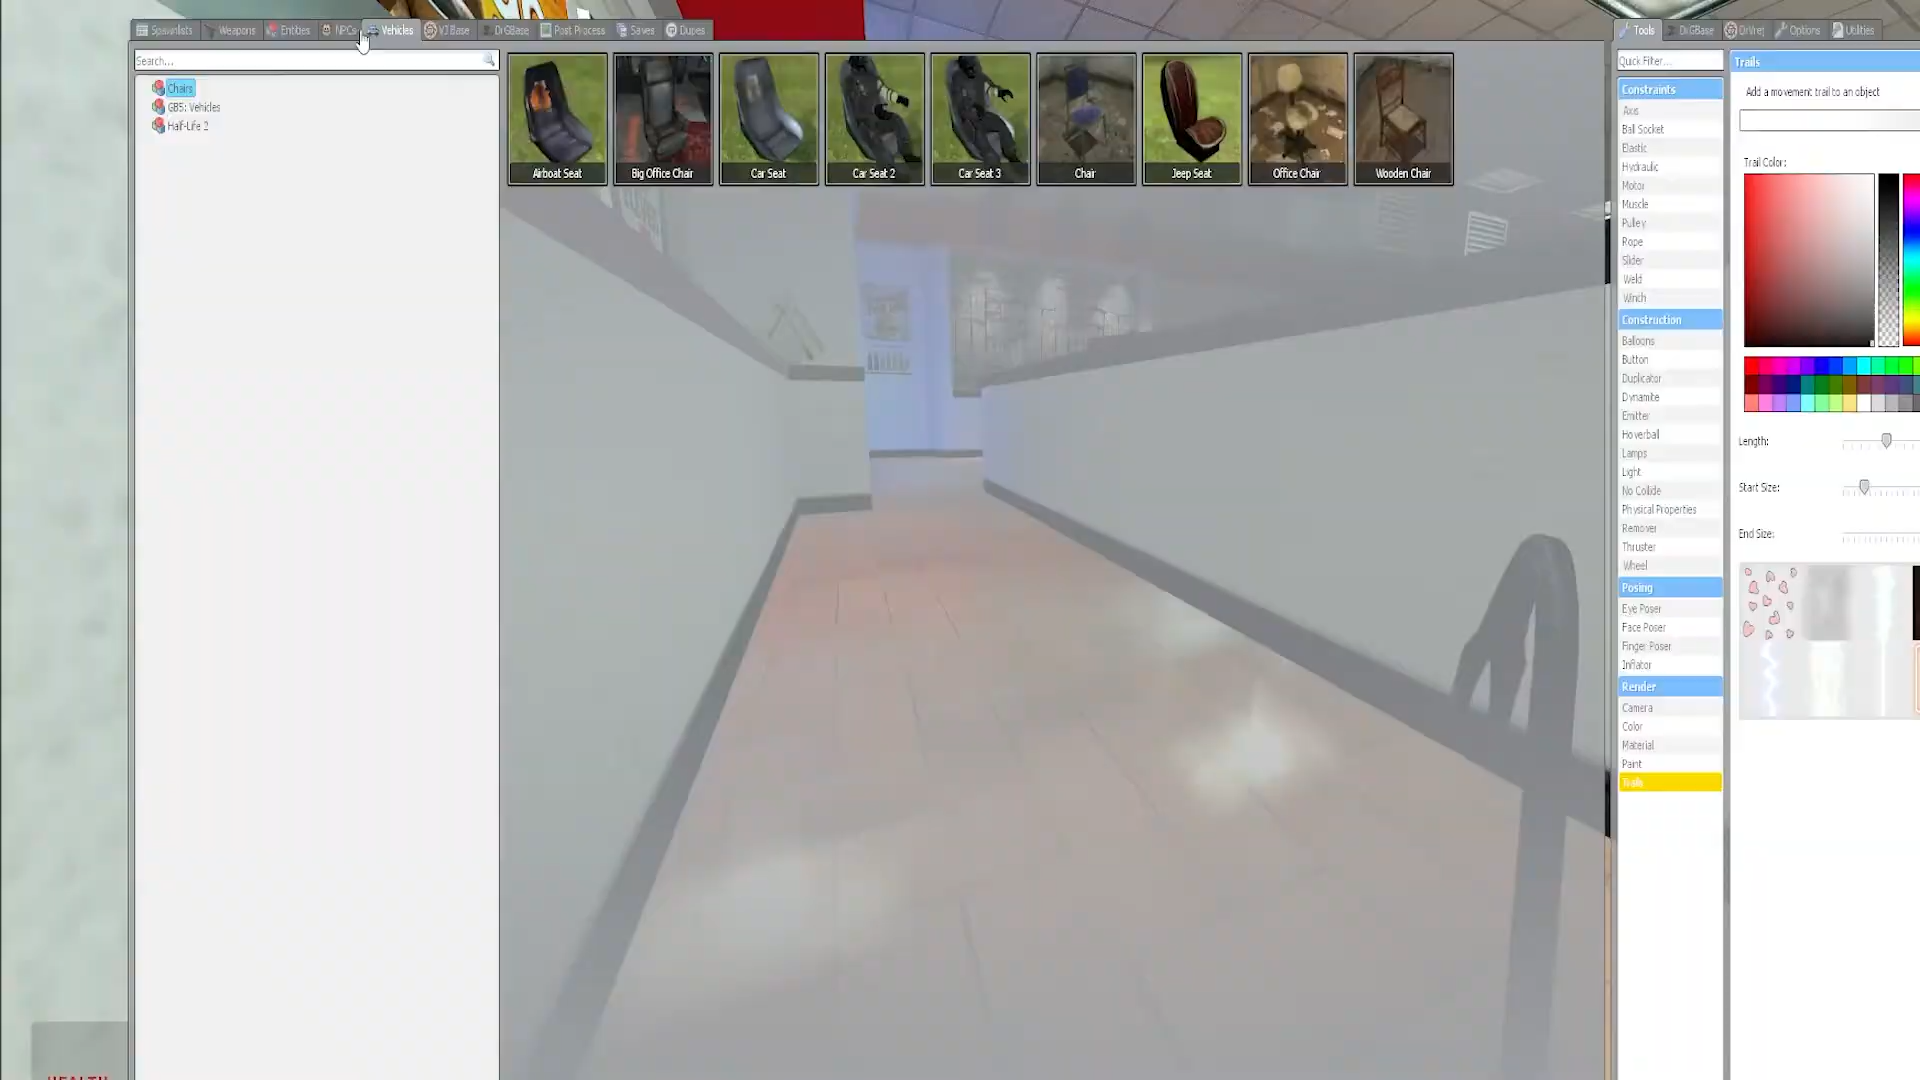 Spawnlists Weapons Entities NPCs Vehicles VJ Base DrGBase Post Process Saves Dupes
Search...
Chairs
GB5: Vehicles
Half-Life 2
Airboat Seat Big Office Chair Car Seat Car Seat 2 Car Seat 3 Chair Jeep Seat Office Chair Wooden Chair
HEALTH
Tools DrGBase DrVrej Options Utilities
Quick Filter...
Constraints
Axis
Ball Socket
Elastic
Hydraulic
Motor
Muscle
Pulley
Rope
Slider
Weld
Winch
Construction
Balloons
Button
Duplicator
Dynamite
Emitter
Hoverball
Lamps
Light
No Collide
Physical Properties
Remover
Thruster
Wheel
Posing
Eye Poser
Face Poser
Finger Poser
Inflator
Render
Camera
Color
Material
Paint
Trails
Trails
Add a movement trail to an object
Trail Color:
Length:
Start Size:
End Size: